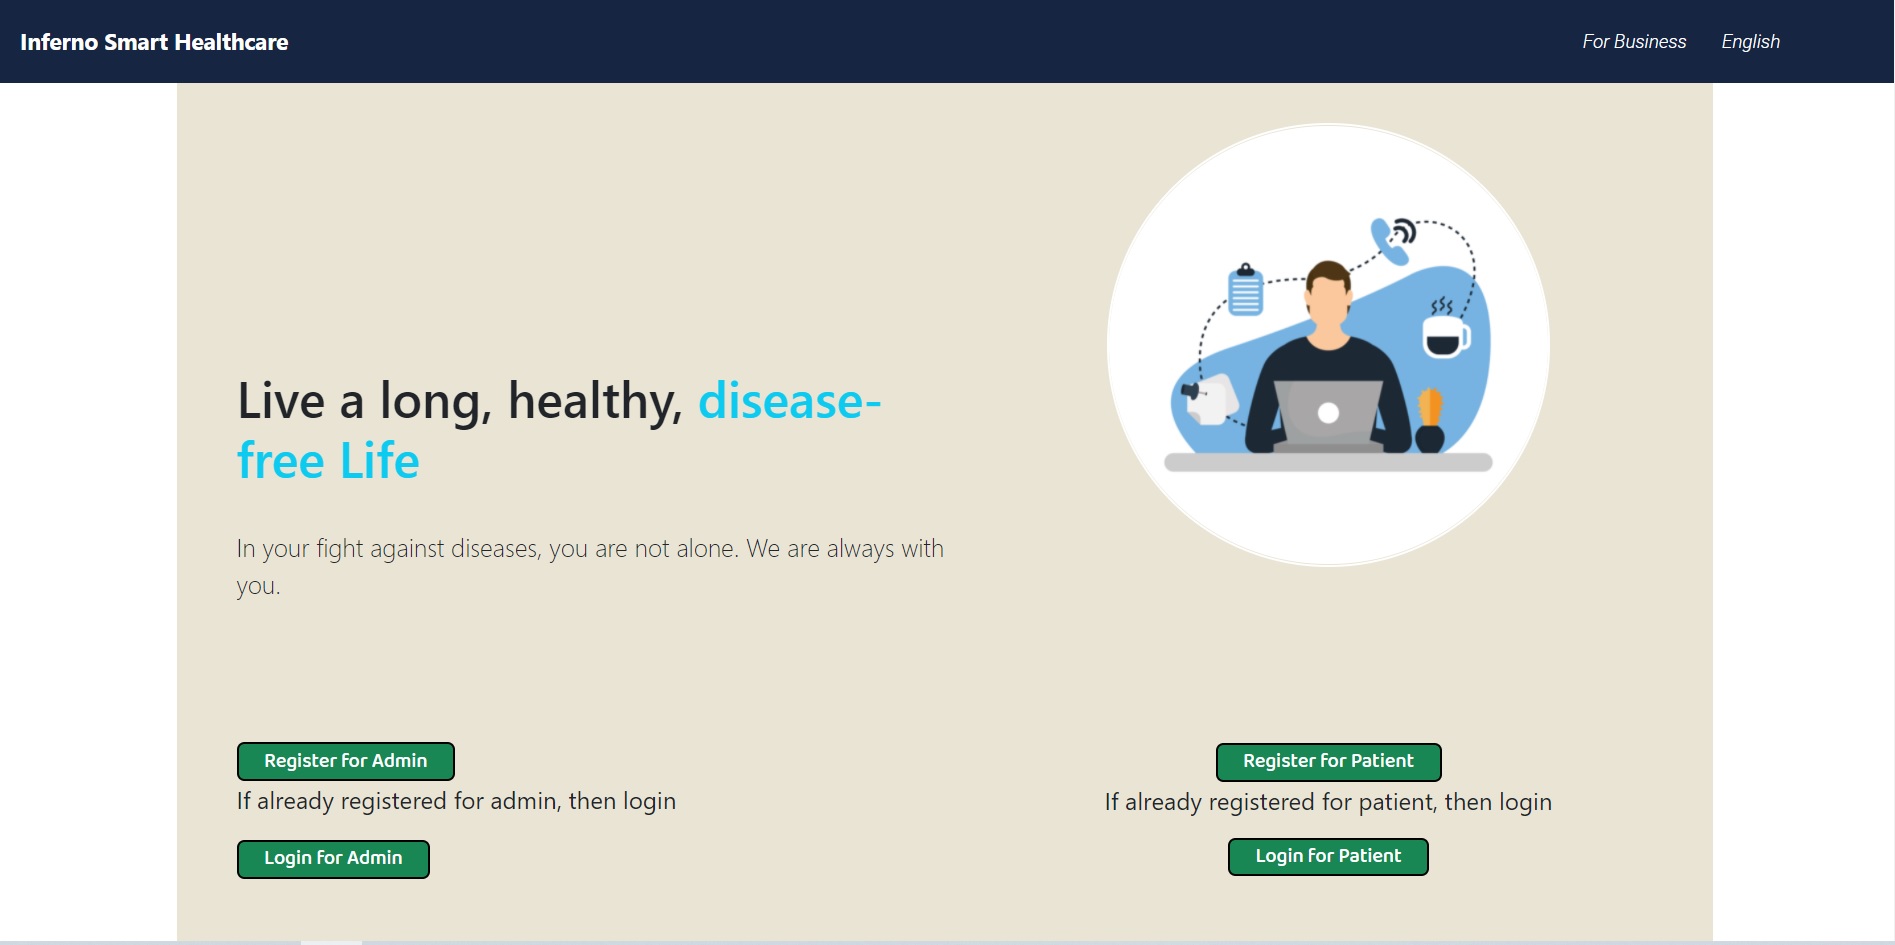 Inferno Smart Healthcare
For Business English
Live a long, healthy, disease-
free Life
In your fight against diseases, you are not alone. We are always with
you.
Register for Admin
If already registered for admin, then login
Login for Admin
Register for Patient
If already registered for patient, then login
Login for Patient